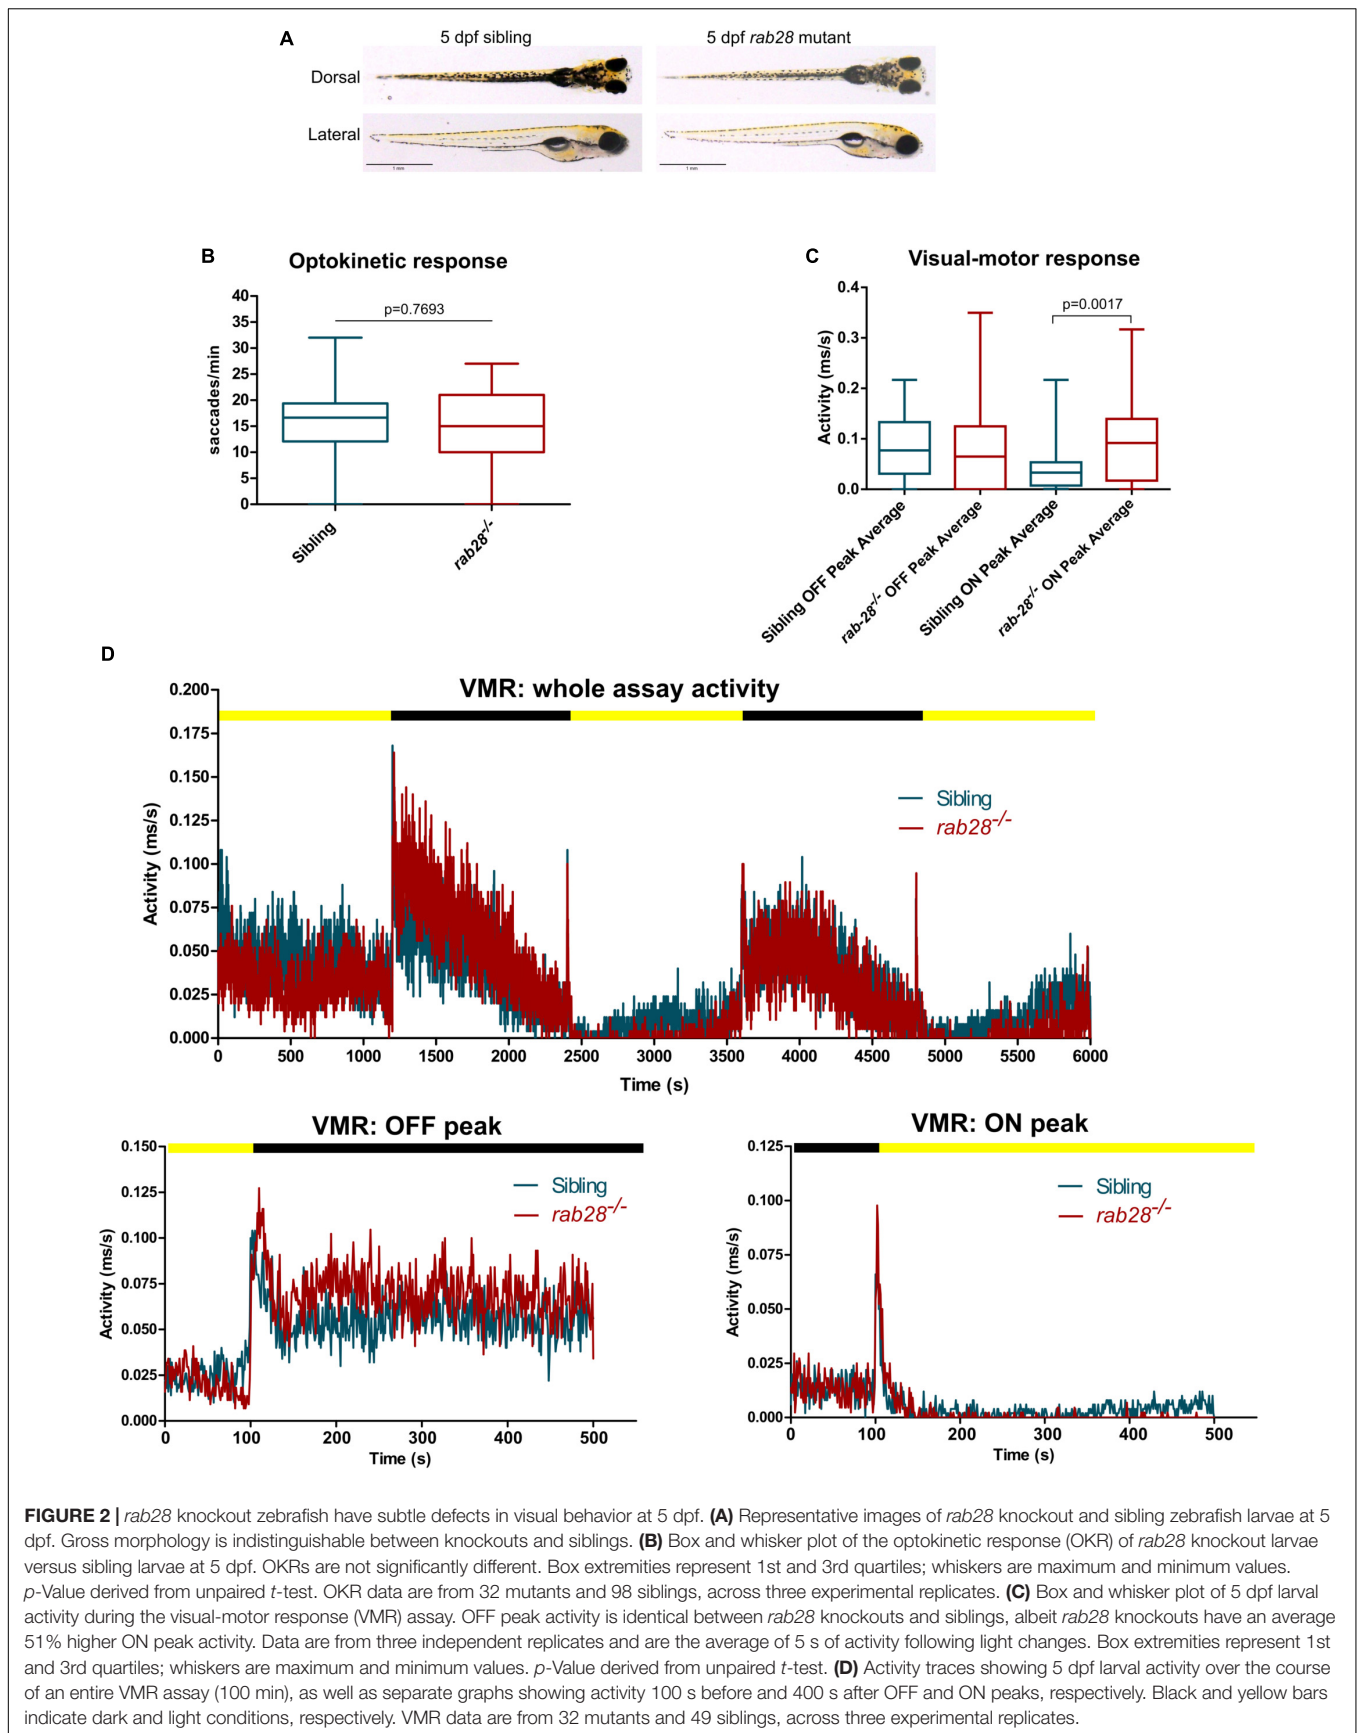 A
5 dpf sibling
5 dpf rab28 mutant
Dorsal
Lateral
1 mm
1 mm
B
Optokinetic response
p=0.7693
saccades/min
40
35
30
25
20
15
10
5
0
Sibling
rab28-/-
C
Visual-motor response
p=0.0017
Activity (ms/s)
0.4
0.3
0.2
0.1
0.0
Sibling OFF Peak Average
rab-28-/- OFF Peak Average
Sibling ON Peak Average
rab-28-/- ON Peak Average
D
VMR: whole assay activity
Activity (ms/s)
0.200
0.175
0.150
0.125
0.100
0.075
0.050
0.025
0.000
Sibling
rab28-/-
0 500 1000 1500 2000 2500 3000 3500 4000 4500 5000 5500 6000
Time (s)
VMR: OFF peak
Activity (ms/s)
0.150
0.125
0.100
0.075
0.050
0.025
0.000
Sibling
rab28-/-
0 100 200 300 400 500
Time (s)
VMR: ON peak
Activity (ms/s)
0.125
0.100
0.075
0.050
0.025
0.000
Sibling
rab28-/-
0 100 200 300 400 500
Time (s)
FIGURE 2 | rab28 knockout zebrafish have subtle defects in visual behavior at 5 dpf. (A) Representative images of rab28 knockout and sibling zebrafish larvae at 5
dpf. Gross morphology is indistinguishable between knockouts and siblings. (B) Box and whisker plot of the optokinetic response (OKR) of rab28 knockout larvae
versus sibling larvae at 5 dpf. OKRs are not significantly different. Box extremities represent 1st and 3rd quartiles; whiskers are maximum and minimum values.
p-Value derived from unpaired t-test. OKR data are from 32 mutants and 98 siblings, across three experimental replicates. (C) Box and whisker plot of 5 dpf larval
activity during the visual-motor response (VMR) assay. OFF peak activity is identical between rab28 knockouts and siblings, albeit rab28 knockouts have an average
51% higher ON peak activity. Data are from three independent replicates and are the average of 5 s of activity following light changes. Box extremities represent 1st
and 3rd quartiles; whiskers are maximum and minimum values. p-Value derived from unpaired t-test. (D) Activity traces showing 5 dpf larval activity over the course
of an entire VMR assay (100 min), as well as separate graphs showing activity 100 s before and 400 s after OFF and ON peaks, respectively. Black and yellow bars
indicate dark and light conditions, respectively. VMR data are from 32 mutants and 49 siblings, across three experimental replicates.